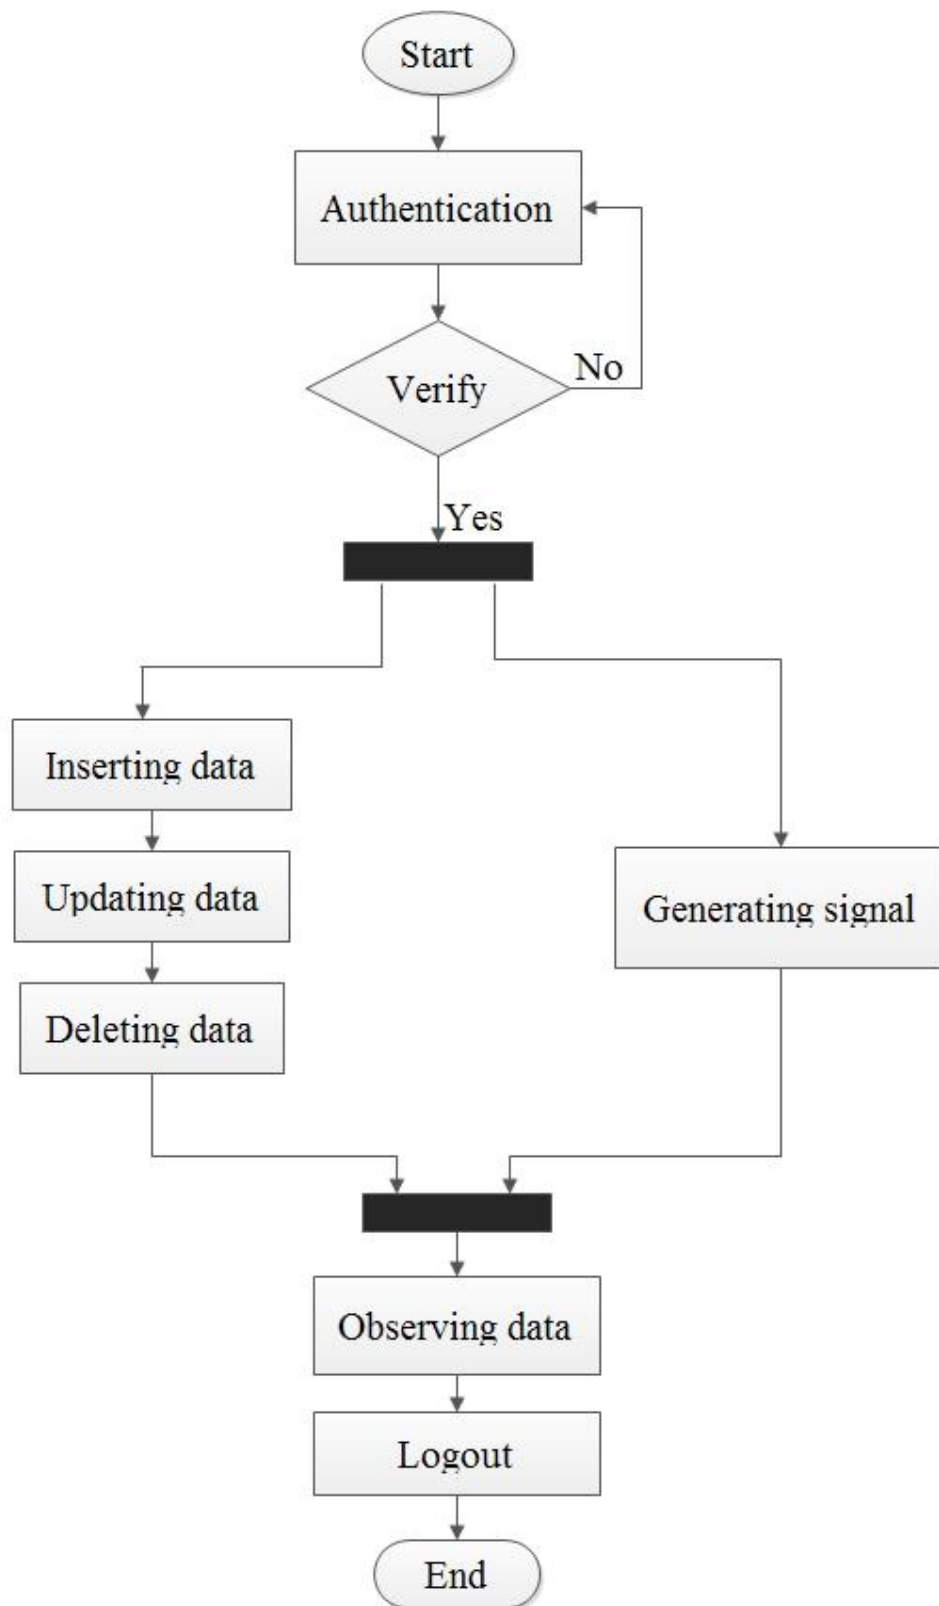 Start
Authentication
Verify
No
Yes
Inserting data
Updating data
Generating signal
Deleting data
Observing data
Logout
End